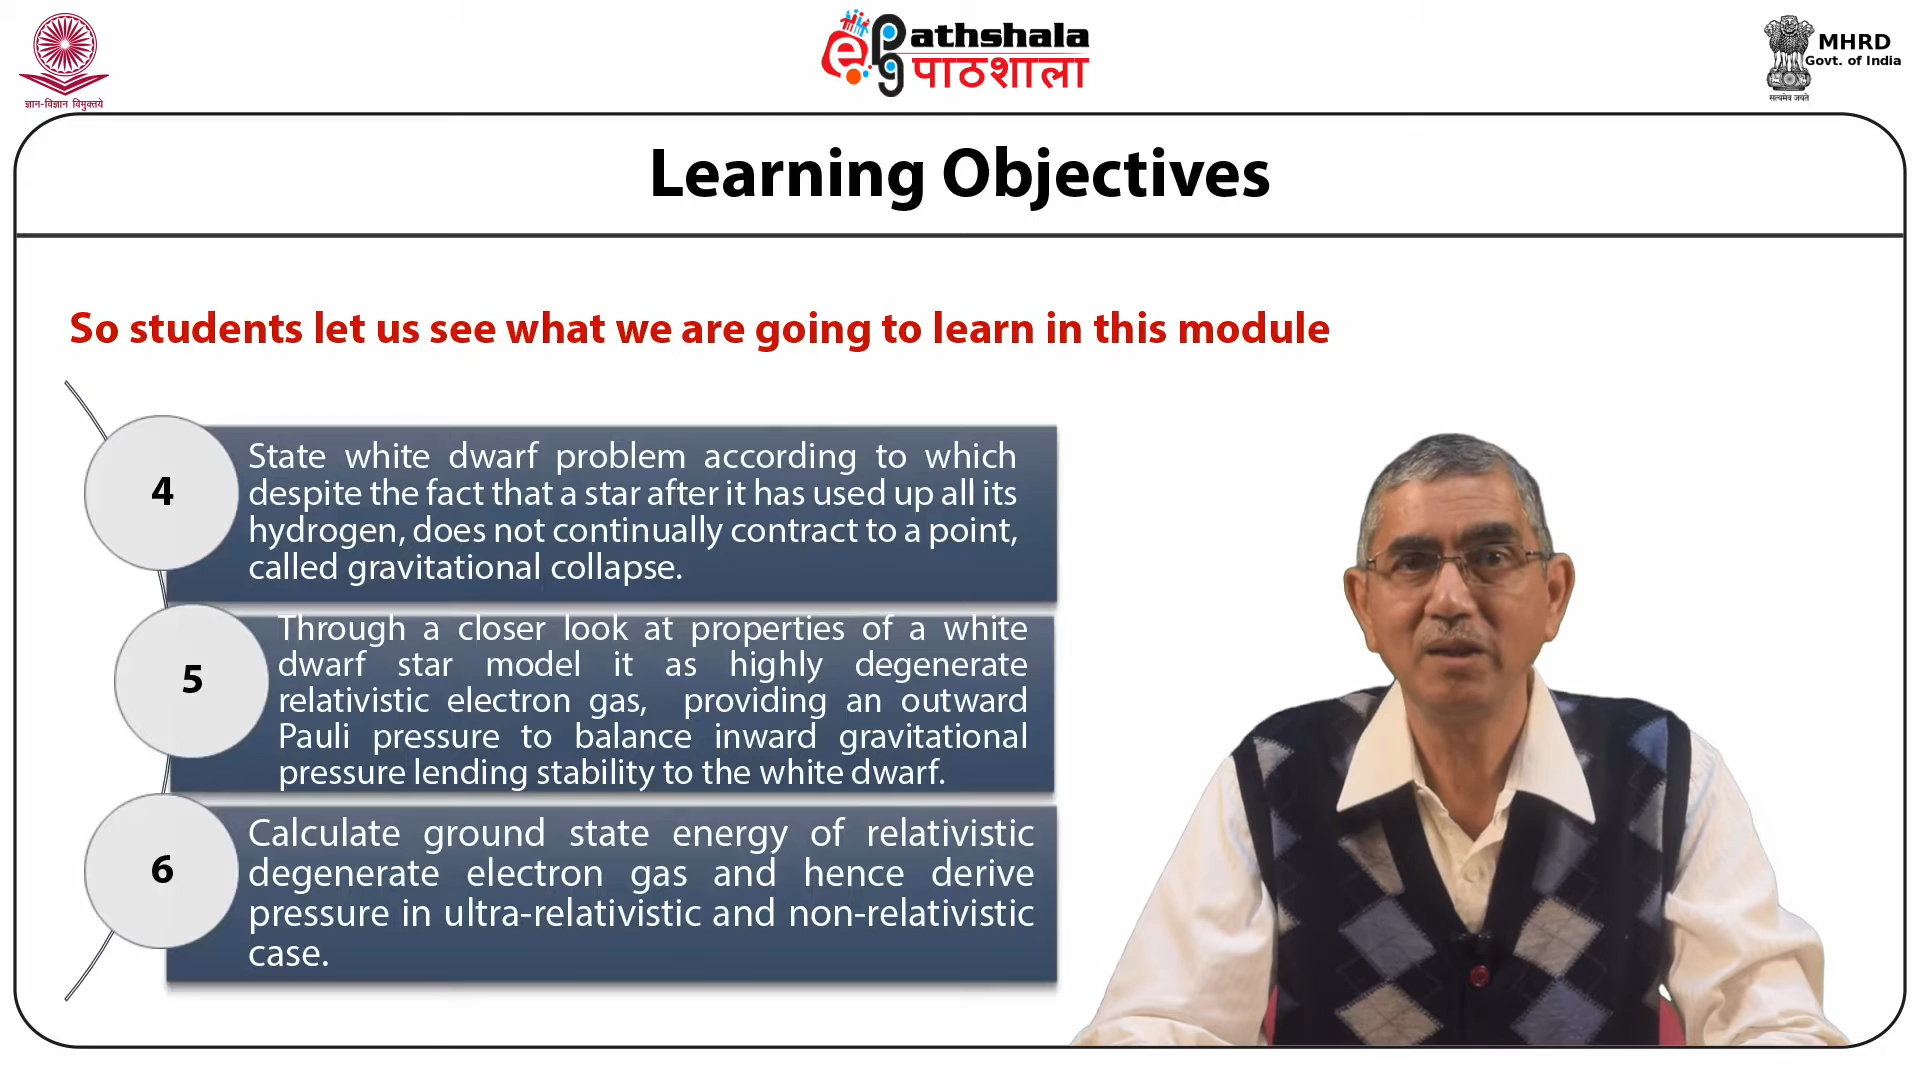 ज्ञान-विज्ञान विमुक्तये
ePathshala
पाठशाला
MHRD
Govt. of India
सत्यमेव जयते
Learning Objectives
So students let us see what we are going to learn in this module
4
State white dwarf problem according to which
despite the fact that a star after it has used up all its
hydrogen, does not continually contract to a point,
called gravitational collapse.
5
Through a closer look at properties of a white
dwarf star model it as highly degenerate
relativistic electron gas, providing an outward
Pauli pressure to balance inward gravitational
pressure lending stability to the white dwarf.
6
Calculate ground state energy of relativistic
degenerate electron gas and hence derive
pressure in ultra-relativistic and non-relativistic
case.